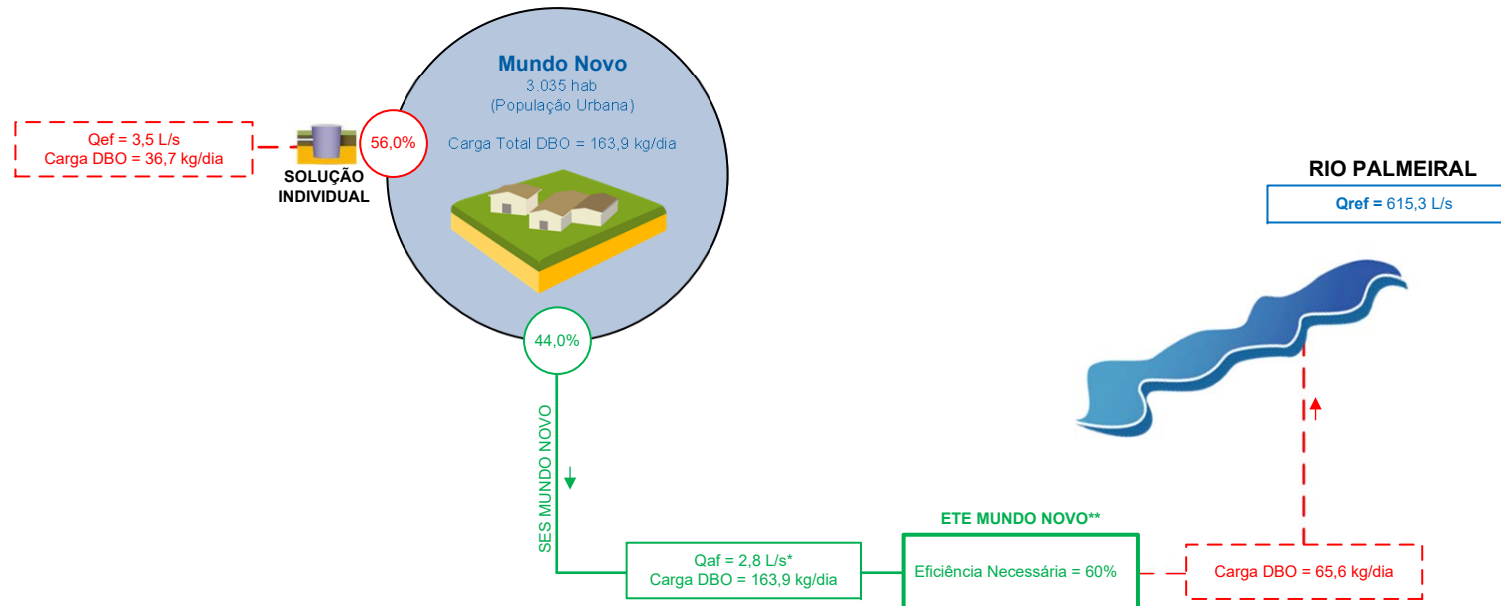 Mundo Novo
3.035 hab
(População Urbana)
Carga Total DBO = 163,9 kg/dia
56,0%
Qef = 3,5 L/s
Carga DBO = 36,7 kg/dia
SOLUÇÃO
INDIVIDUAL
RIO PALMEIRAL
Qref = 615,3 L/s
44,0%
SES MUNDO NOVO
Qaf = 2,8 L/s*
Carga DBO = 163,9 kg/dia
ETE MUNDO NOVO**
Eficiência Necessária = 60%
Carga DBO = 65,6 kg/dia